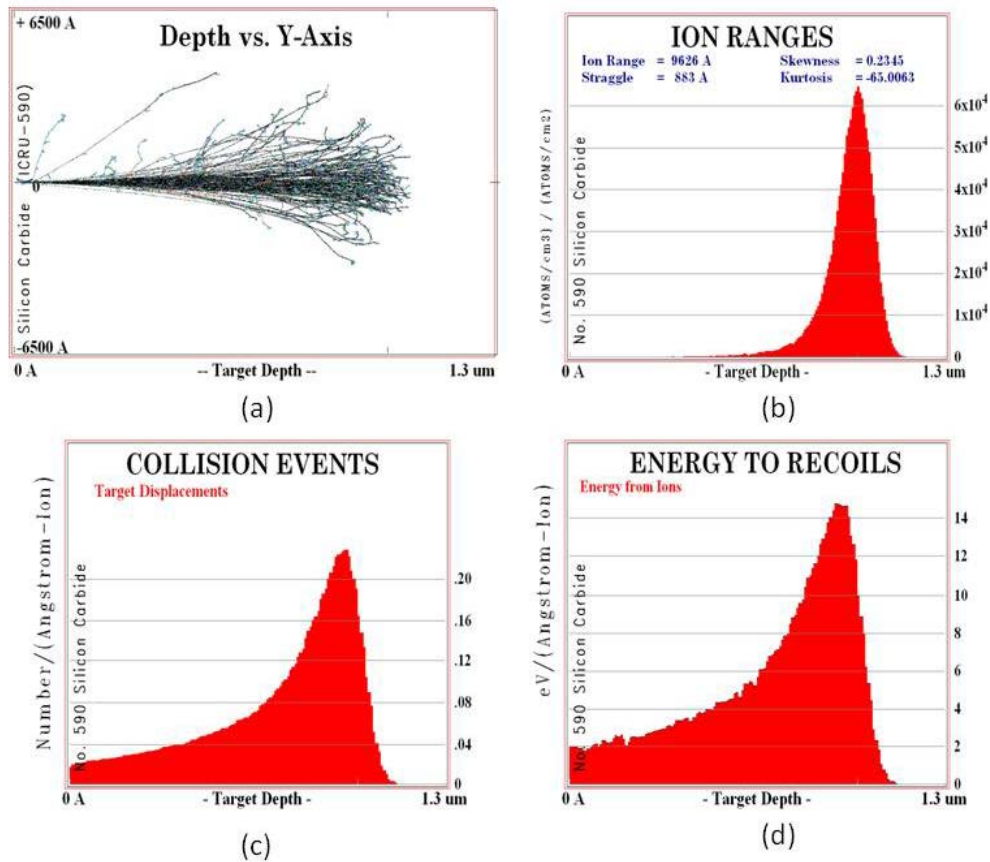 + 6500 A
Depth vs. Y-Axis
Silicon Carbide (ICRU-590)
0
-6500 A
0 A
-- Target Depth --
1.3 um
(a)
ION RANGES
Ion Range = 9626 A
Skewness = 0.2345
Straggle = 883 A
Kurtosis = -65.0063
(ATOMS/cm3) / (ATOMS/cm2)
No. 590 Silicon Carbide
6x10⁴
5x10⁴
4x10⁴
3x10⁴
2x10⁴
1x10⁴
0
0 A
- Target Depth -
1.3 um
(b)
COLLISION EVENTS
Target Displacements
Number/(Angstrom-Ion)
No. 590 Silicon Carbide
.20
.16
.12
.08
.04
0
0 A
- Target Depth -
1.3 um
(c)
ENERGY TO RECOILS
Energy from Ions
eV/(Angstrom-Ion)
No. 590 Silicon Carbide
14
12
10
8
6
4
2
0
0 A
- Target Depth -
1.3 um
(d)